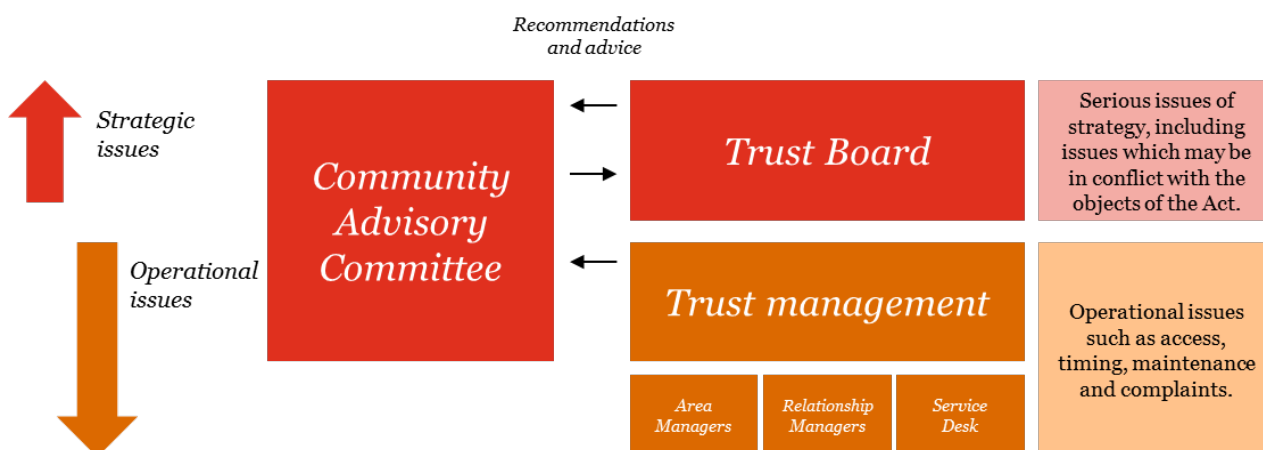 Recommendations
and advice
Strategic
issues
Community
Advisory
Committee
Trust Board
Serious issues of
strategy, including
issues which may be
in conflict with the
objects of the Act.
Operational
issues
Trust management
Operational issues
such as access,
timing, maintenance
and complaints.
Area
Managers
Relationship
Managers
Service
Desk